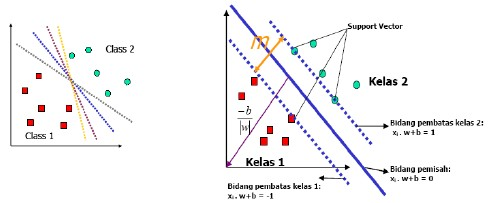 Class 2
Class 1
m
Support Vector
Kelas 2
-b
|w|
Kelas 1
Bidang pembatas kelas 2:
xᵢ. w+b = 1
Bidang pemisah:
xᵢ. w+b = 0
Bidang pembatas kelas 1:
xᵢ. w+b = -1